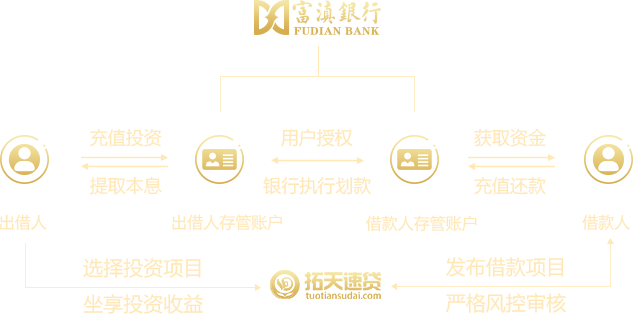 富滇銀行
FUDIAN BANK
充值投资
用户授权
获取资金
提取本息
银行执行划款
充值还款
出借人
出借人存管账户
借款人存管账户
借款人
选择投资项目
拓天速贷
发布借款项目
tuotiansudai.com
坐享投资收益
严格风控审核